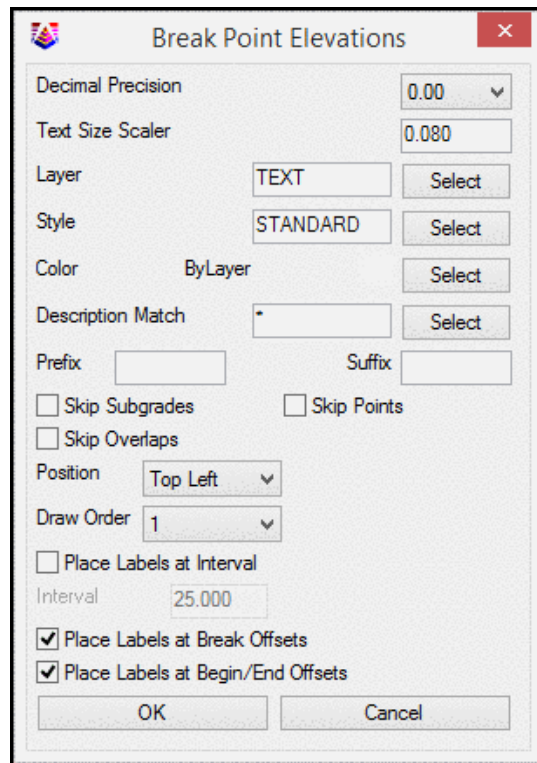 Break Point Elevations
Decimal Precision 0.00
Text Size Scaler 0.080
Layer TEXT Select
Style STANDARD Select
Color ByLayer Select
Description Match * Select
Prefix Suffix
Skip Subgrades Skip Points
Skip Overlaps
Position Top Left
Draw Order 1
Place Labels at Interval
Interval 25.000
Place Labels at Break Offsets
Place Labels at Begin/End Offsets
OK Cancel